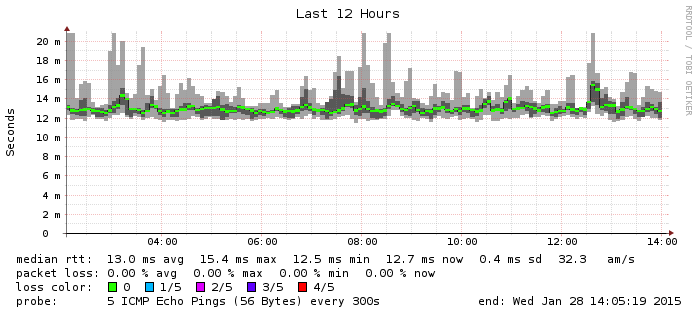 Last 12 Hours
RRDTOOL / TOBI OETIKER
Seconds
20 m
18 m
16 m
14 m
12 m
10 m
8 m
6 m
4 m
2 m
0
04:00 06:00 08:00 10:00 12:00 14:00
median rtt: 13.0 ms avg 15.4 ms max 12.5 ms min 12.7 ms now 0.4 ms sd 32.3 am/s
packet loss: 0.00 % avg 0.00 % max 0.00 % min 0.00 % now
loss color: 0 1/5 2/5 3/5 4/5
probe: 5 ICMP Echo Pings (56 Bytes) every 300s end: Wed Jan 28 14:05:19 2015